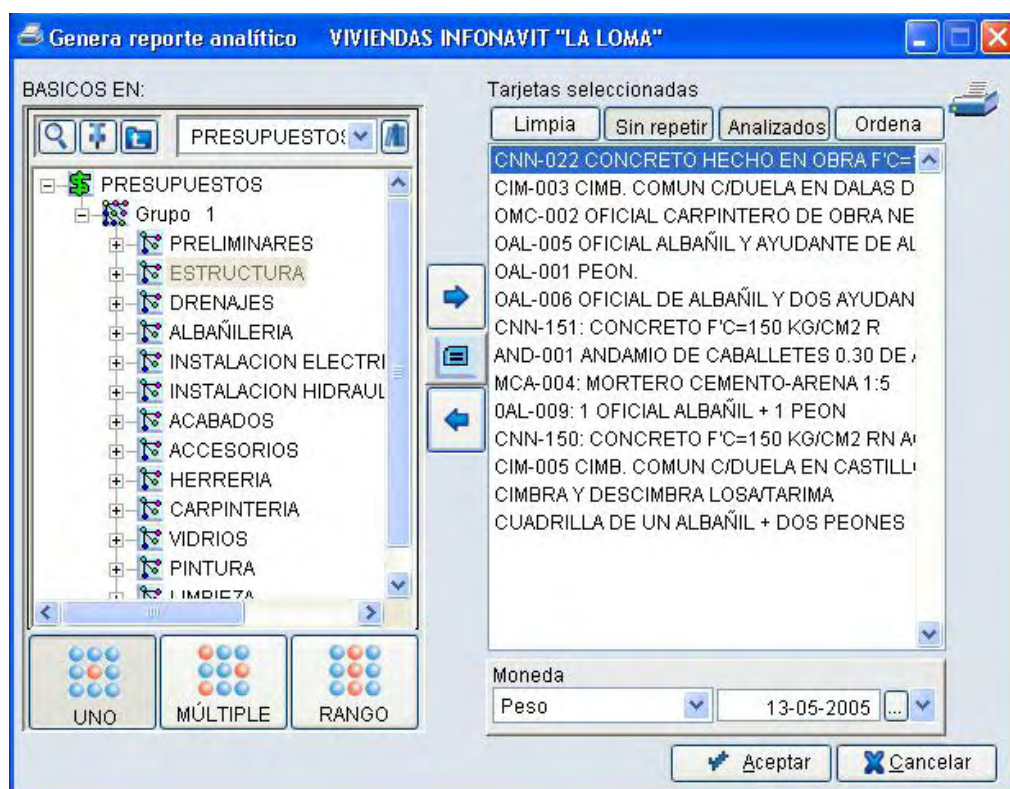 Genera reporte analítico VIVIENDAS INFONAVIT "LA LOMA"
BASICOS EN:
PRESUPUESTO
PRESUPUESTOS
Grupo 1
PRELIMINARES
ESTRUCTURA
DRENAJES
ALBAÑILERIA
INSTALACION ELECTRI
INSTALACION HIDRAUL
ACABADOS
ACCESORIOS
HERRERIA
CARPINTERIA
VIDRIOS
PINTURA
LIMPIEZA
UNO MÚLTIPLE RANGO
Tarjetas seleccionadas
Limpia Sin repetir Analizados Ordena
CNN-022 CONCRETO HECHO EN OBRA F'C=
CIM-003 CIMB. COMUN C/DUELA EN DALAS D
OMC-002 OFICIAL CARPINTERO DE OBRA NE
OAL-005 OFICIAL ALBAÑIL Y AYUDANTE DE AL
OAL-001 PEON.
OAL-006 OFICIAL DE ALBAÑIL Y DOS AYUDAN
CNN-151: CONCRETO F'C=150 KG/CM2 R
AND-001 ANDAMIO DE CABALLETES 0.30 DE
MCA-004: MORTERO CEMENTO-ARENA 1:5
0AL-009: 1 OFICIAL ALBAÑIL + 1 PEON
CNN-150: CONCRETO F'C=150 KG/CM2 RN A
CIM-005 CIMB. COMUN C/DUELA EN CASTILL
CIMBRA Y DESCIMBRA LOSA/TARIMA
CUADRILLA DE UN ALBAÑIL + DOS PEONES
Moneda
Peso 13-05-2005 ...
Aceptar Cancelar